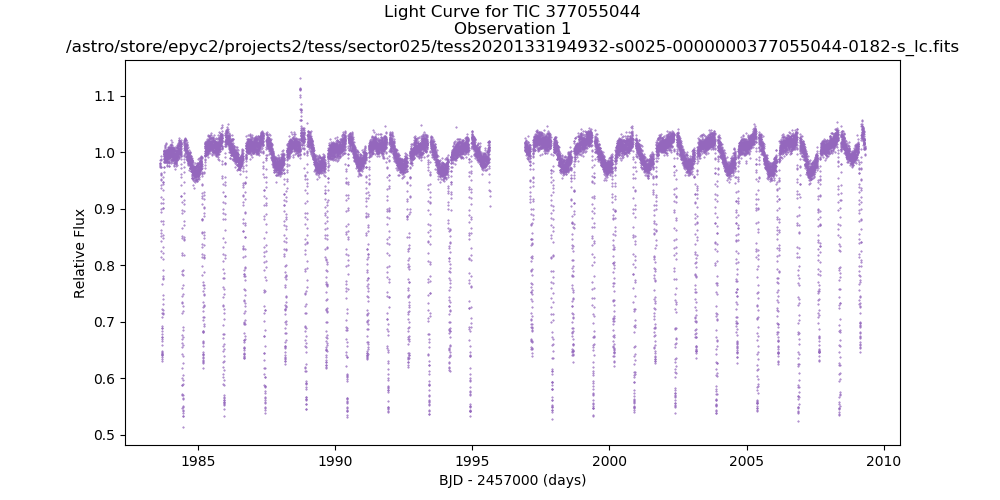 Light Curve for TIC 377055044
Observation 1
/astro/store/epyc2/projects2/tess/sector025/tess2020133194932-s0025-0000000377055044-0182-s_lc.fits
1.1
1.0
0.9
0.8
0.7
0.6
0.5
Relative Flux
1985
1990
1995
2000
2005
2010
BJD - 2457000 (days)